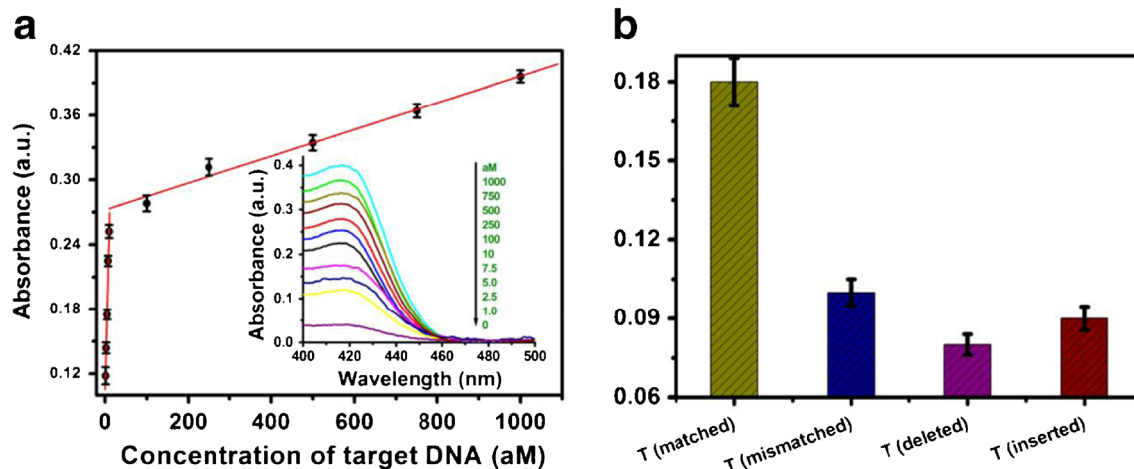 a
0.42
0.36
0.30
0.24
0.18
0.12
Absorbance (a.u.)
0 200 400 600 800 1000
Concentration of target DNA (aM)
0.4
0.3
0.2
0.1
0.0
Absorbance (a.u.)
400 420 440 460 480 500
Wavelength (nm)
aM
1000
750
500
250
100
10
7.5
5.0
2.5
1.0
0
b
0.18
0.15
0.12
0.09
0.06
T (matched)
T (mismatched)
T (deleted)
T (inserted)